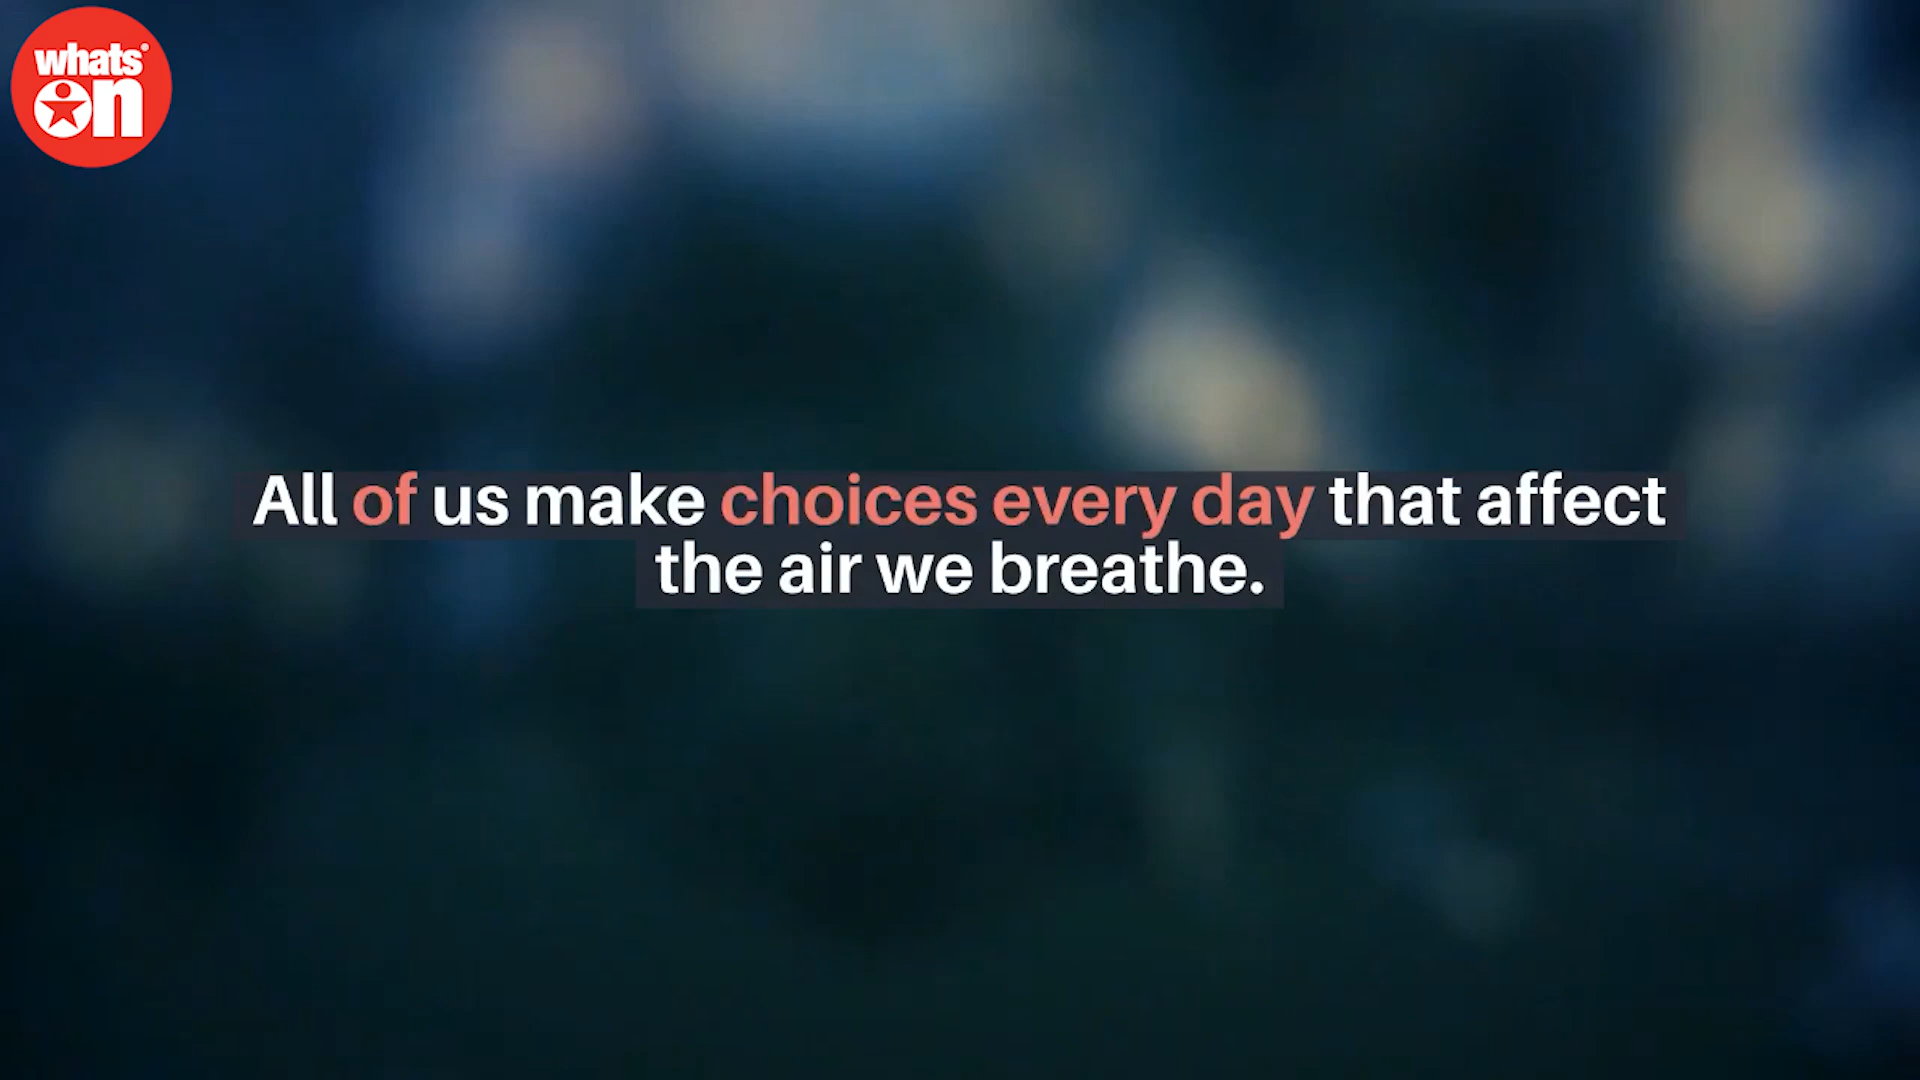 whats
on
All of us make choices every day that affect
the air we breathe.